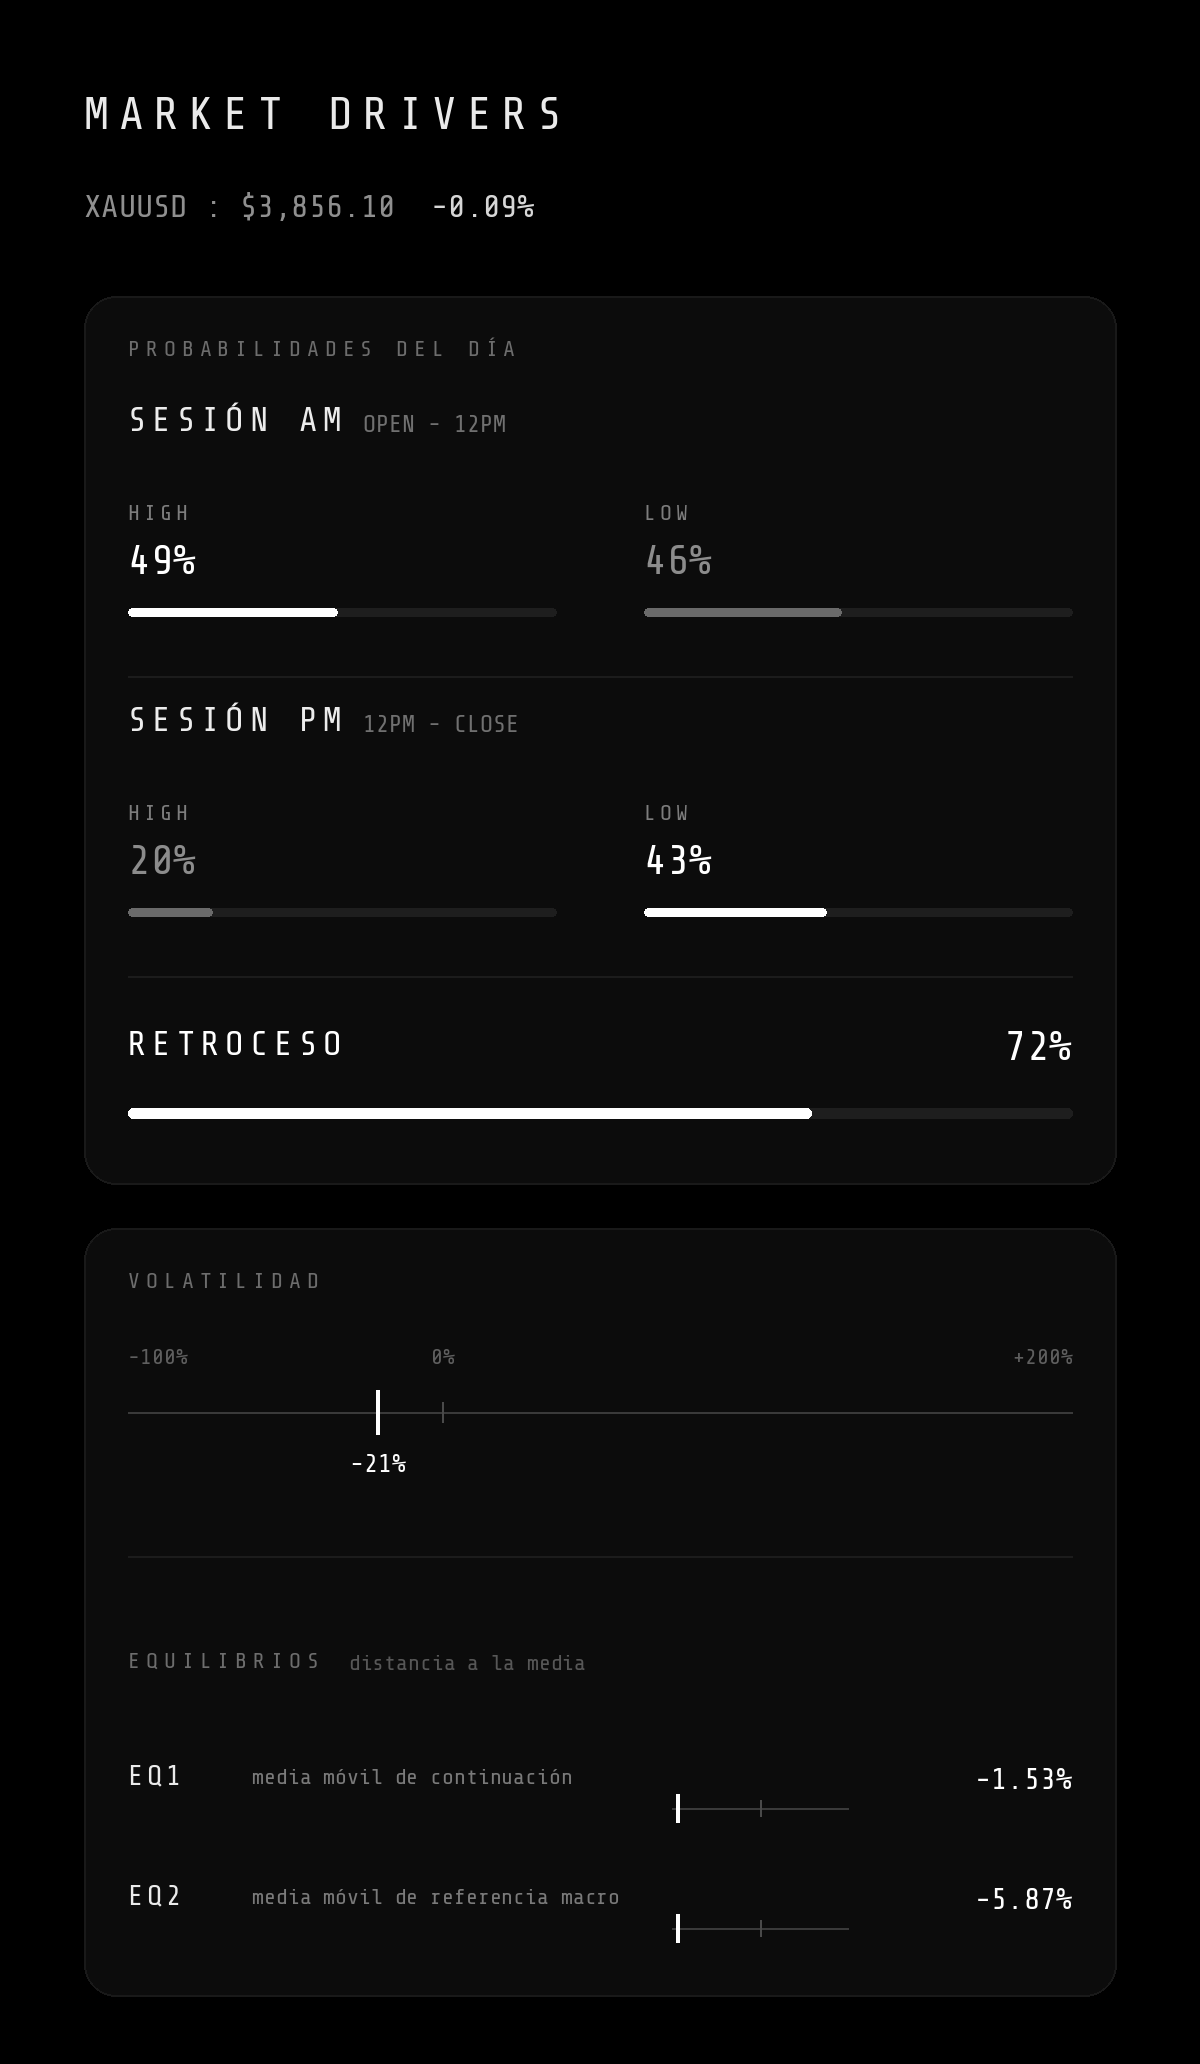 MARKET DRIVERS
XAUUSD : $3,856.10 -0.09%
PROBABILIDADES DEL DÍA
SESIÓN AM OPEN - 12PM
HIGH LOW
49% 46%
SESIÓN PM 12PM - CLOSE
HIGH LOW
20% 43%
RETROCESO 72%
VOLATILIDAD
-100% 0% +200%
-21%
EQUILIBRIOS distancia a la media
EQ1 media móvil de continuación -1.53%
EQ2 media móvil de referencia macro -5.87%